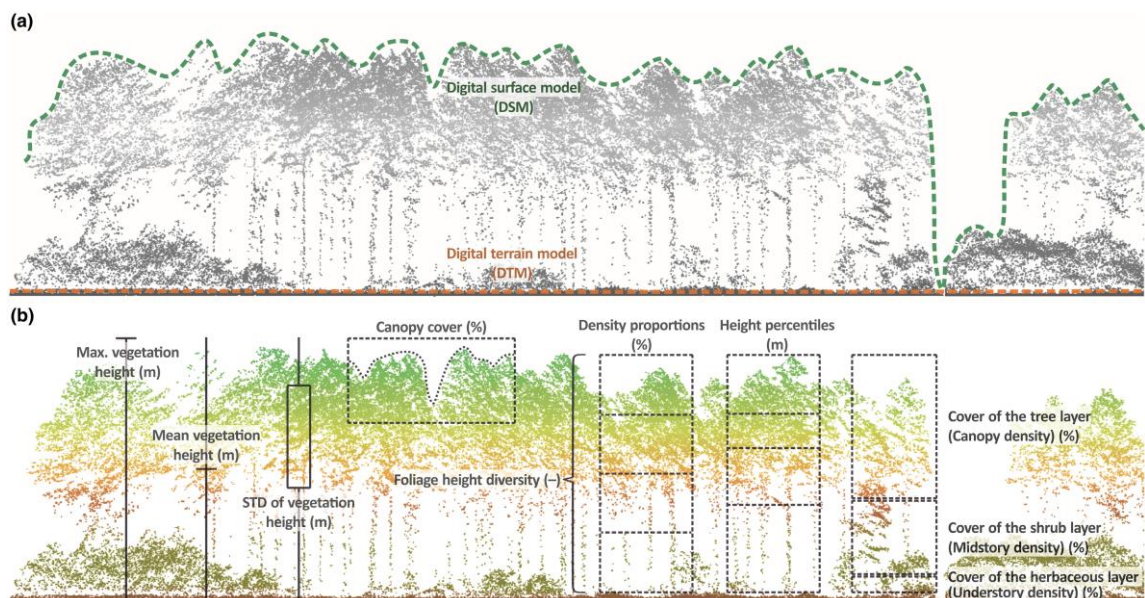 (a)
Digital surface model
(DSM)
Digital terrain model
(DTM)
(b)
Canopy cover (%)
Density proportions
(%)
Height percentiles
(m)
Max. vegetation
height (m)
Mean vegetation
height (m)
STD of vegetation
height (m)
Foliage height diversity (–)
Cover of the tree layer
(Canopy density) (%)
Cover of the shrub layer
(Midstory density) (%)
Cover of the herbaceous layer
(Understory density) (%)